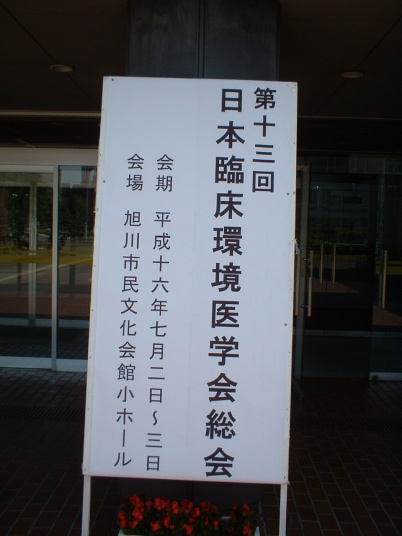 第十三回
日本臨床環境医学会総会
会期 平成十六年七月二日～三日
会場 旭川市民文化会館小ホール